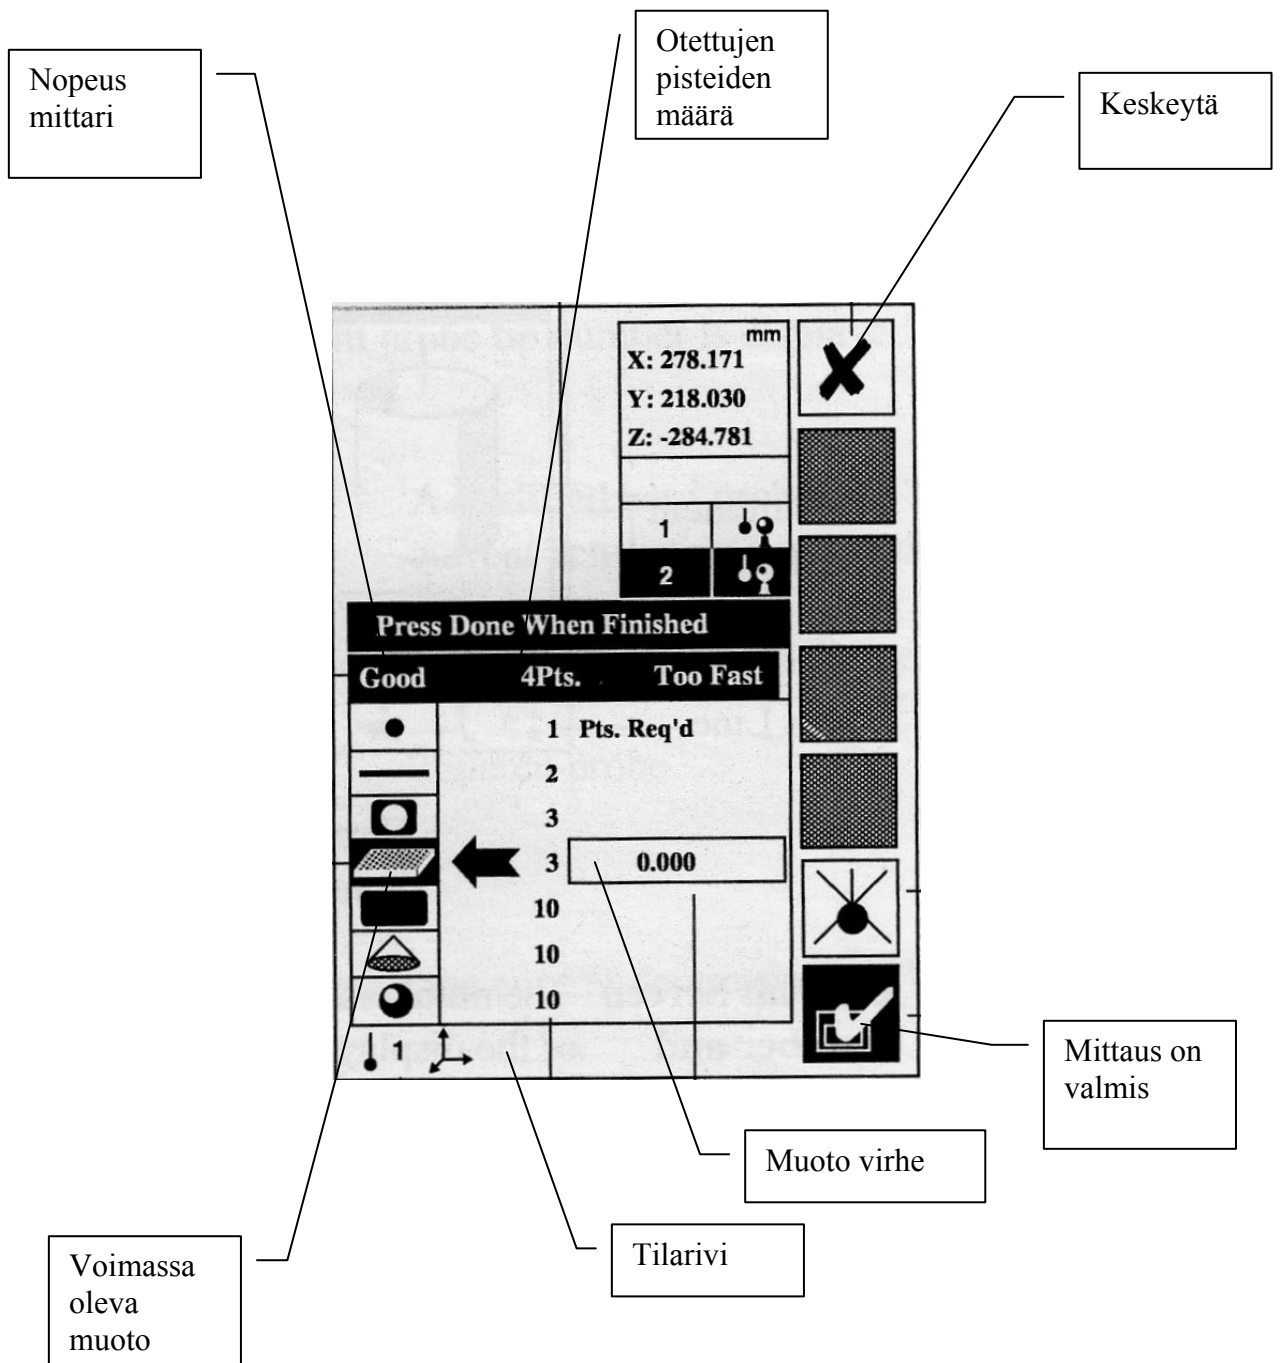 Nopeus
mittari
Otettujen
pisteiden
määrä
Keskeytä
mm
X: 278.171
Y: 218.030
Z: -284.781
1
2
Press Done When Finished
Good 4Pts. Too Fast
1 Pts. Req'd
2
3
3 0.000
10
10
10
1
Mittaus on
valmis
Muoto virhe
Tilarivi
Voimassa
oleva
muoto